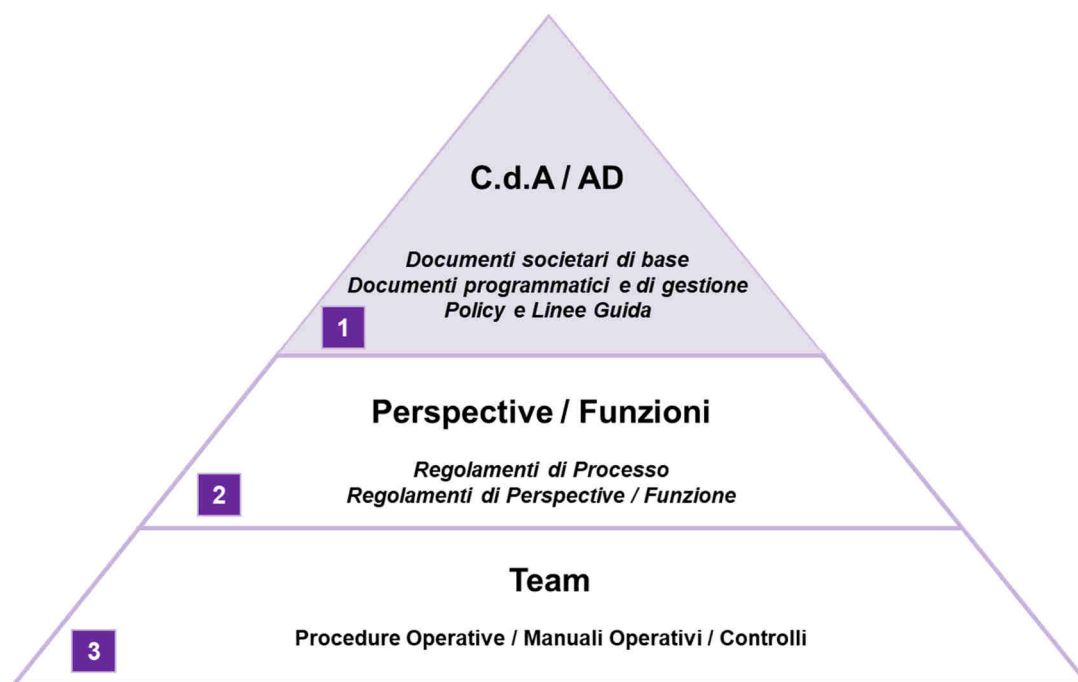 C.d.A / AD
Documenti societari di base
Documenti programmatici e di gestione
Policy e Linee Guida
1
Perspective / Funzioni
Regolamenti di Processo
Regolamenti di Perspective / Funzione
2
Team
Procedure Operative / Manuali Operativi / Controlli
3